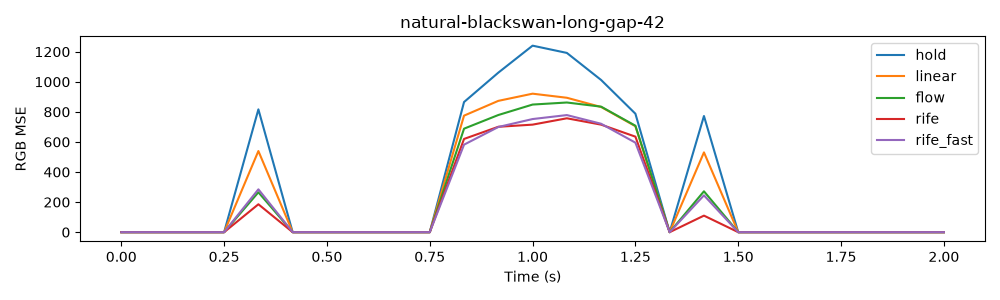 natural-blackswan-long-gap-42
RGB MSE
1200
1000
800
600
400
200
0
0.00 0.25 0.50 0.75 1.00 1.25 1.50 1.75 2.00
Time (s)
hold
linear
flow
rife
rife_fast